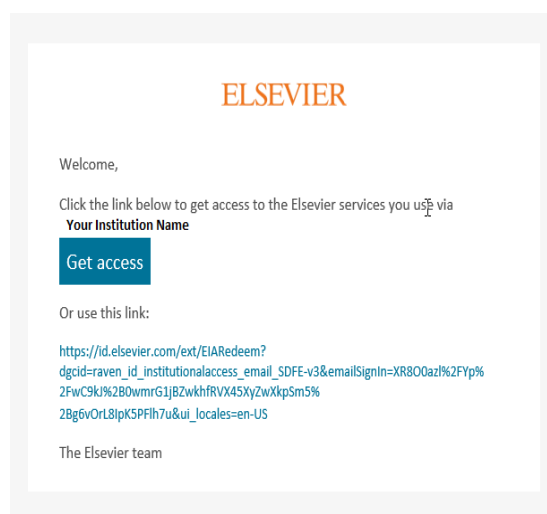 ELSEVIER
Welcome,
Click the link below to get access to the Elsevier services you use via
Your Institution Name
Get access
Or use this link:
https://id.elsevier.com/ext/EIARedeem?
dgcid=raven_id_institutionalaccess_email_SDFE-v3&emailSignIn=XR8O0azl%2FYp%
2FwC9kJ%2B0wmrG1jBZwkhfRVX45XyZwXkpSm5%
2Bg6vOrL8IpK5PFlh7u&ui_locales=en-US
The Elsevier team